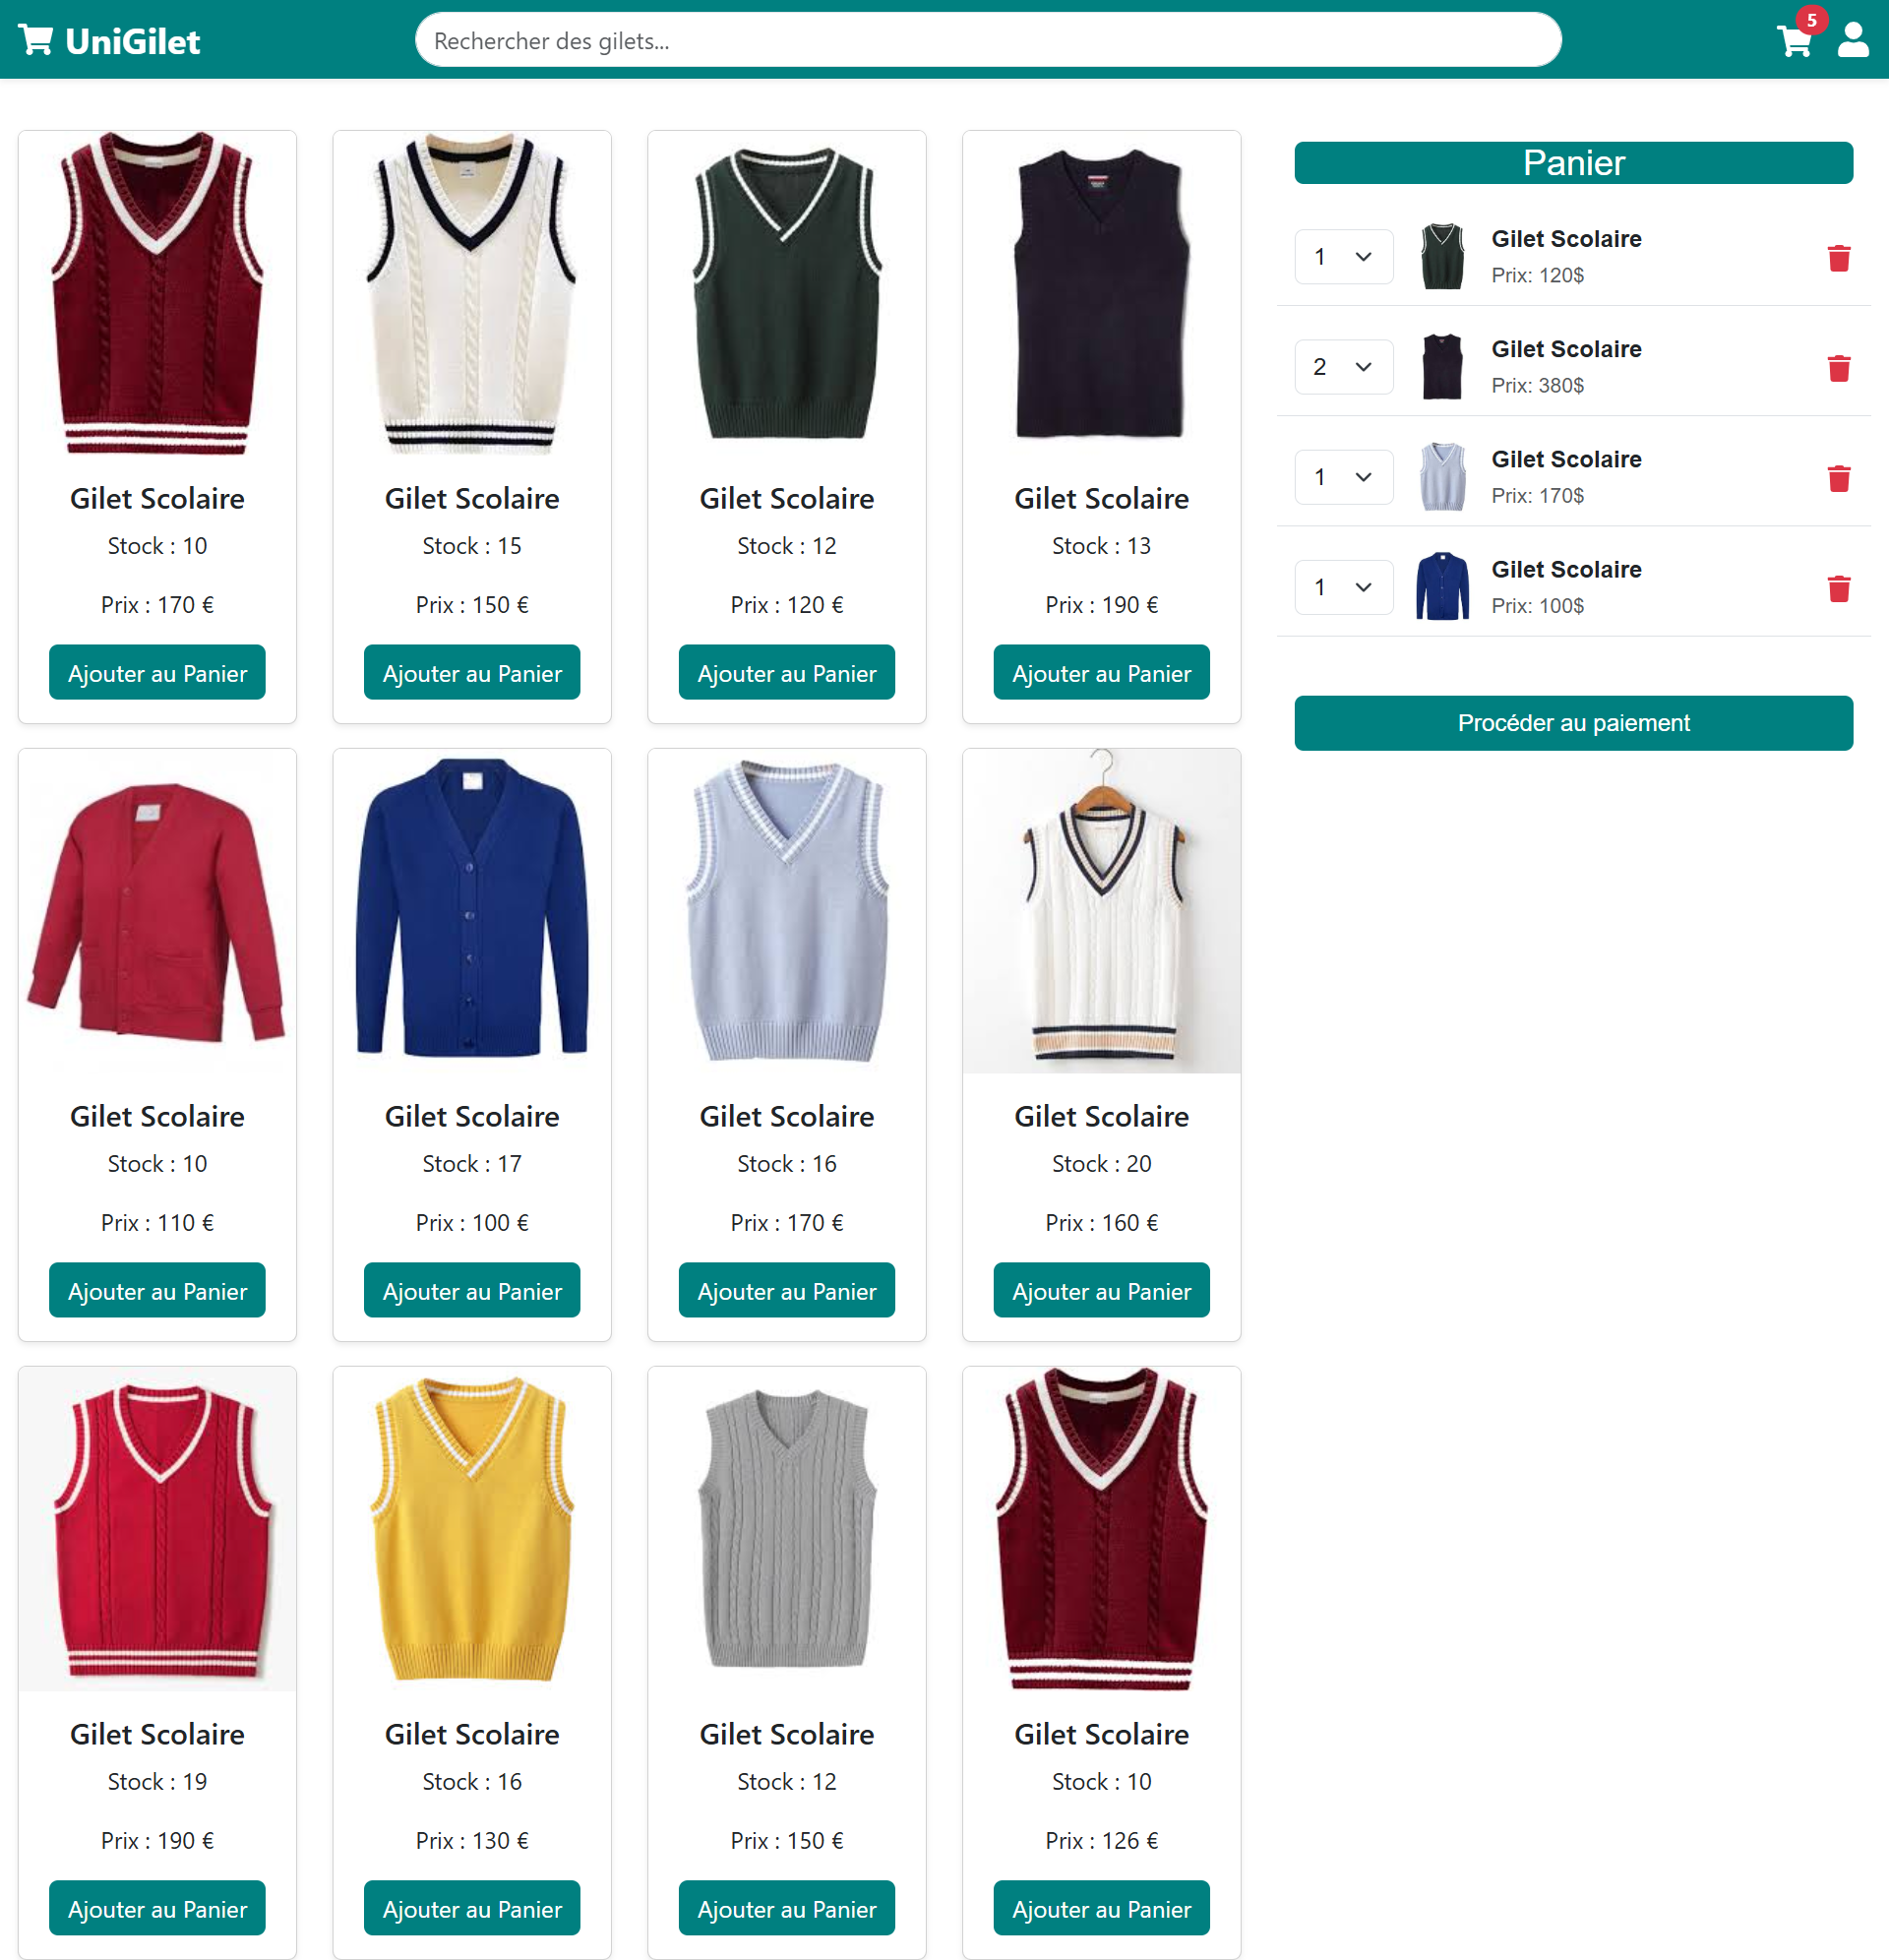 UniGilet
Rechercher des gilets...
5
Gilet Scolaire
Stock : 10
Prix : 170 €
Ajouter au Panier
Gilet Scolaire
Stock : 15
Prix : 150 €
Ajouter au Panier
Gilet Scolaire
Stock : 12
Prix : 120 €
Ajouter au Panier
Gilet Scolaire
Stock : 13
Prix : 190 €
Ajouter au Panier
Gilet Scolaire
Stock : 10
Prix : 110 €
Ajouter au Panier
Gilet Scolaire
Stock : 17
Prix : 100 €
Ajouter au Panier
Gilet Scolaire
Stock : 16
Prix : 170 €
Ajouter au Panier
Gilet Scolaire
Stock : 20
Prix : 160 €
Ajouter au Panier
Gilet Scolaire
Stock : 19
Prix : 190 €
Ajouter au Panier
Gilet Scolaire
Stock : 16
Prix : 130 €
Ajouter au Panier
Gilet Scolaire
Stock : 12
Prix : 150 €
Ajouter au Panier
Gilet Scolaire
Stock : 10
Prix : 126 €
Ajouter au Panier
Panier
1
Gilet Scolaire
Prix: 120$
2
Gilet Scolaire
Prix: 380$
1
Gilet Scolaire
Prix: 170$
1
Gilet Scolaire
Prix: 100$
Procéder au paiement